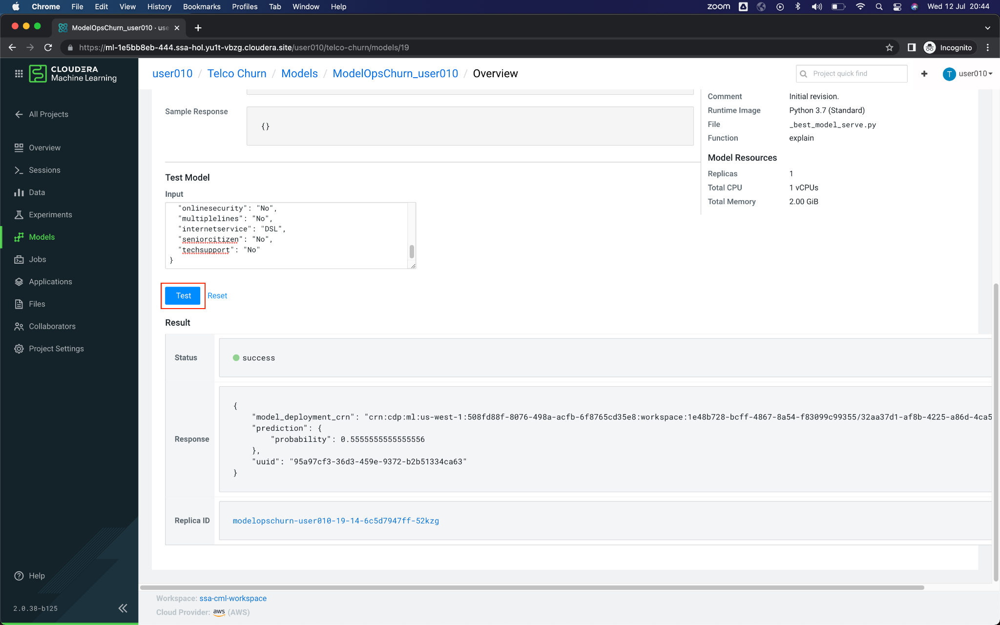 Chrome File Edit View History Bookmarks Profiles Tab Window Help
zoom Wed 12 Jul 20:44
ModelOpsChurn_user010 · use
https://ml-1e5bb8eb-444.ssa-hol.yu1t-vbzg.cloudera.site/user010/telco-churn/models/19
Incognito
CLOUDERA
Machine Learning
All Projects
Overview
Sessions
Data
Experiments
Models
Jobs
Applications
Files
Collaborators
Project Settings
Help
2.0.38-b125
user010 / Telco Churn / Models / ModelOpsChurn_user010 / Overview
Project quick find
T user010
Sample Response
{}
Comment Initial revision.
Runtime Image Python 3.7 (Standard)
File _best_model_serve.py
Function explain
Model Resources
Replicas 1
Total CPU 1 vCPUs
Total Memory 2.00 GiB
Test Model
Input
"onlinesecurity": "No",
"multiplelines": "No",
"internetservice": "DSL",
"seniorcitizen": "No",
"techsupport": "No"
}
Test Reset
Result
Status success
Response
{
"model_deployment_crn": "crn:cdp:ml:us-west-1:508fd88f-8076-498a-acfb-6f8765cd35e8:workspace:1e48b728-bcff-4867-8a54-f83099c99355/32aa37d1-af8b-4225-a86d-4ca5
"prediction": {
"probability": 0.5555555555555556
},
"uuid": "95a97cf3-36d3-459e-9372-b2b51334ca63"
}
Replica ID modelopschurn-user010-19-14-6c5d7947ff-52kzg
Workspace: ssa-cml-workspace
Cloud Provider: aws (AWS)